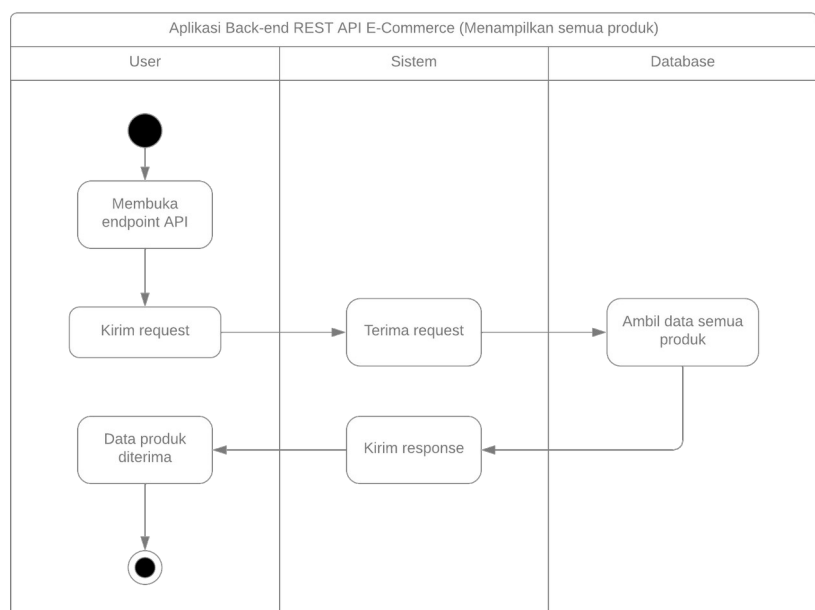 Aplikasi Back-end REST API E-Commerce (Menampilkan semua produk)
User
Sistem
Database
Membuka
endpoint API
Kirim request
Terima request
Ambil data semua
produk
Data produk
diterima
Kirim response